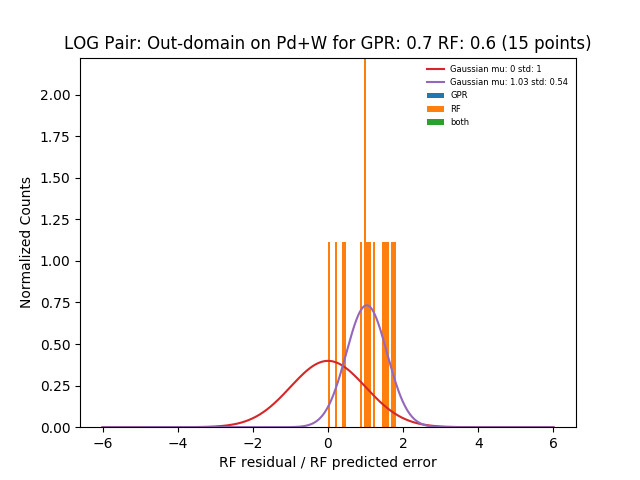 LOG Pair: Out-domain on Pd+W for GPR: 0.7 RF: 0.6 (15 points)
Gaussian mu: 0 std: 1
Gaussian mu: 1.03 std: 0.54
GPR
RF
both
Normalized Counts
2.00
1.75
1.50
1.25
1.00
0.75
0.50
0.25
0.00
−6
−4
−2
0
2
4
6
RF residual / RF predicted error